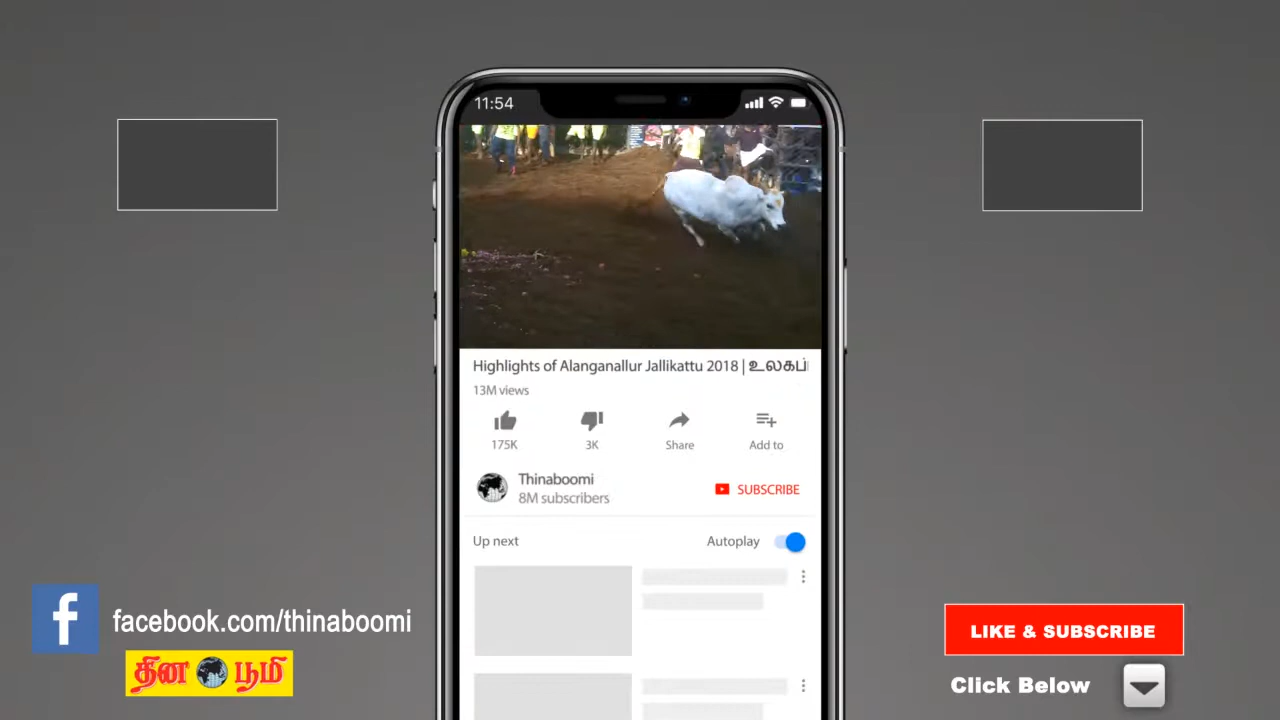 11:54
Highlights of Alanganallur Jallikattu 2018 | உலகப்
13M views
175K
3K
Share
Add to
Thinaboomi
8M subscribers
SUBSCRIBE
Up next
Autoplay
facebook.com/thinaboomi
தின பூமி
LIKE & SUBSCRIBE
Click Below